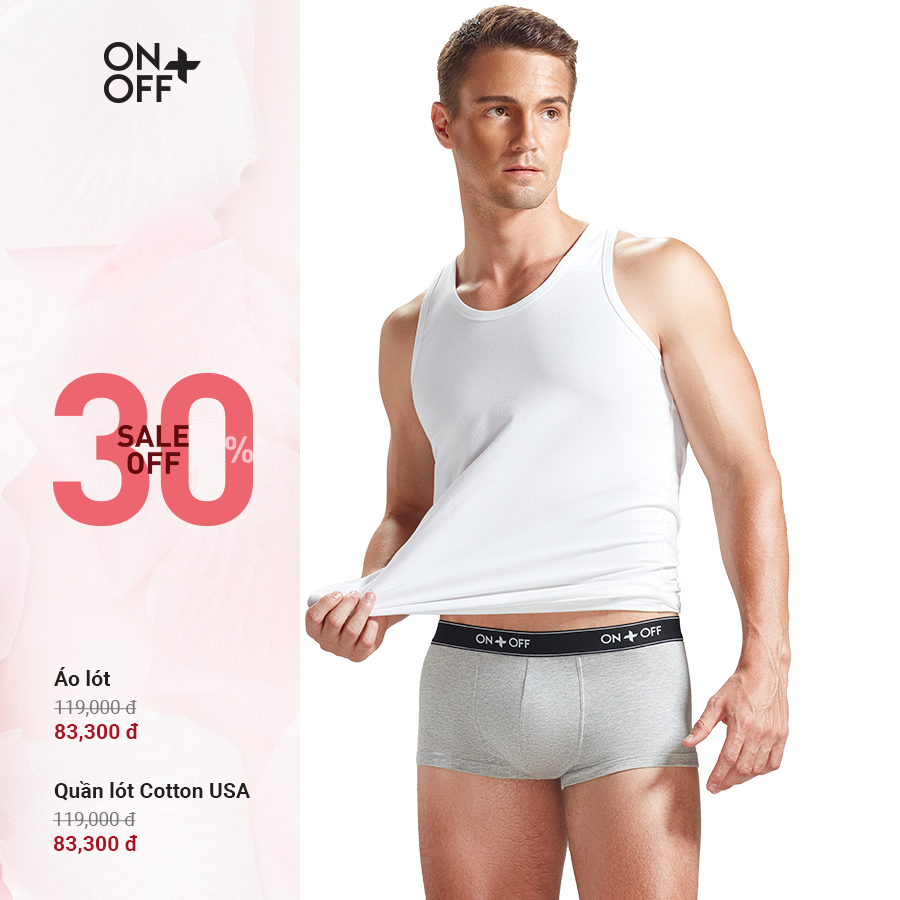 ON
OFF
30
SALE
OFF
%
Áo lót
119,000 đ
83,300 đ
Quần lót Cotton USA
119,000 đ
83,300 đ
ON OFF ON OFF